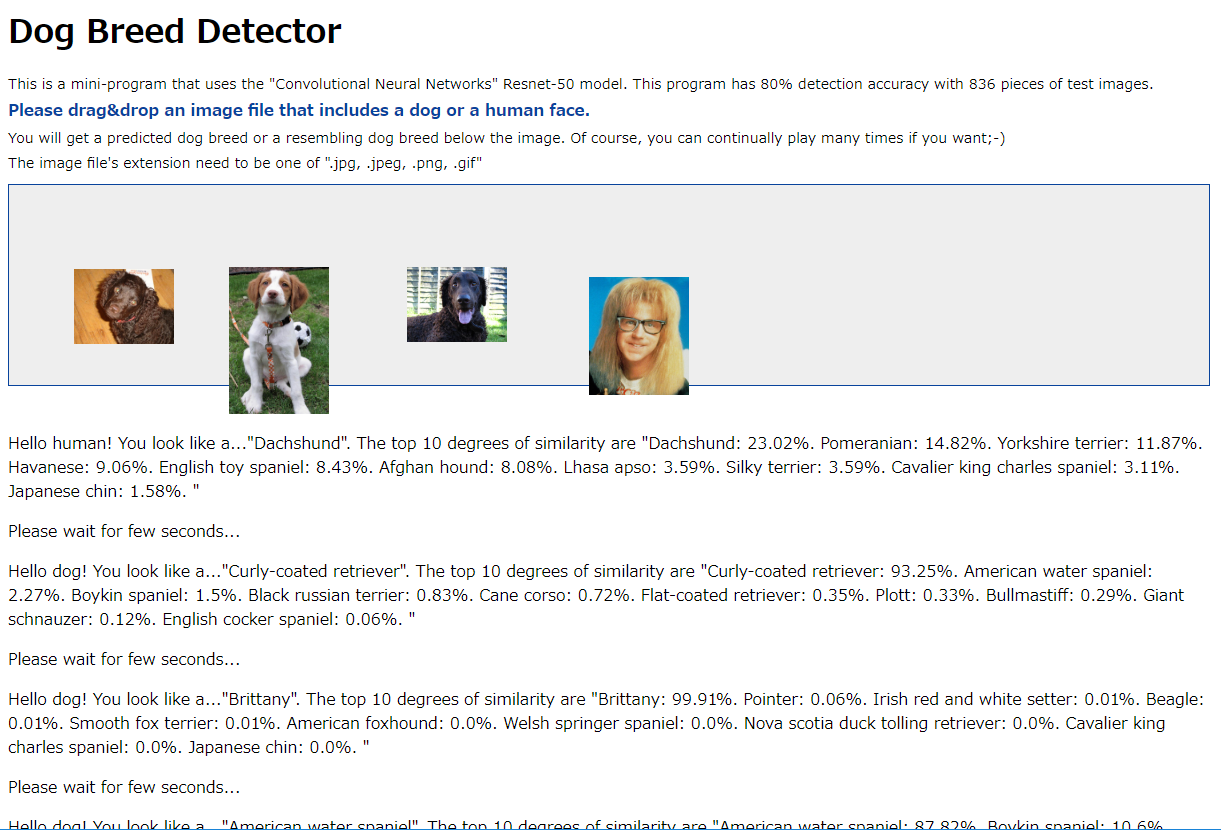 Dog Breed Detector
This is a mini-program that uses the "Convolutional Neural Networks" Resnet-50 model. This program has 80% detection accuracy with 836 pieces of test images.
Please drag&drop an image file that includes a dog or a human face.
You will get a predicted dog breed or a resembling dog breed below the image. Of course, you can continually play many times if you want;-)
The image file's extension need to be one of ".jpg, .jpeg, .png, .gif"
Hello human! You look like a..."Dachshund". The top 10 degrees of similarity are "Dachshund: 23.02%. Pomeranian: 14.82%. Yorkshire terrier: 11.87%.
Havanese: 9.06%. English toy spaniel: 8.43%. Afghan hound: 8.08%. Lhasa apso: 3.59%. Silky terrier: 3.59%. Cavalier king charles spaniel: 3.11%.
Japanese chin: 1.58%. "
Please wait for few seconds...
Hello dog! You look like a..."Curly-coated retriever". The top 10 degrees of similarity are "Curly-coated retriever: 93.25%. American water spaniel:
2.27%. Boykin spaniel: 1.5%. Black russian terrier: 0.83%. Cane corso: 0.72%. Flat-coated retriever: 0.35%. Plott: 0.33%. Bullmastiff: 0.29%. Giant
schnauzer: 0.12%. English cocker spaniel: 0.06%. "
Please wait for few seconds...
Hello dog! You look like a..."Brittany". The top 10 degrees of similarity are "Brittany: 99.91%. Pointer: 0.06%. Irish red and white setter: 0.01%. Beagle:
0.01%. Smooth fox terrier: 0.01%. American foxhound: 0.0%. Welsh springer spaniel: 0.0%. Nova scotia duck tolling retriever: 0.0%. Cavalier king
charles spaniel: 0.0%. Japanese chin: 0.0%. "
Please wait for few seconds...
Hello dog! You look like a..."American water spaniel". The top 10 degrees of similarity are "American water spaniel: 87.82%. Boykin spaniel: 10.6%.